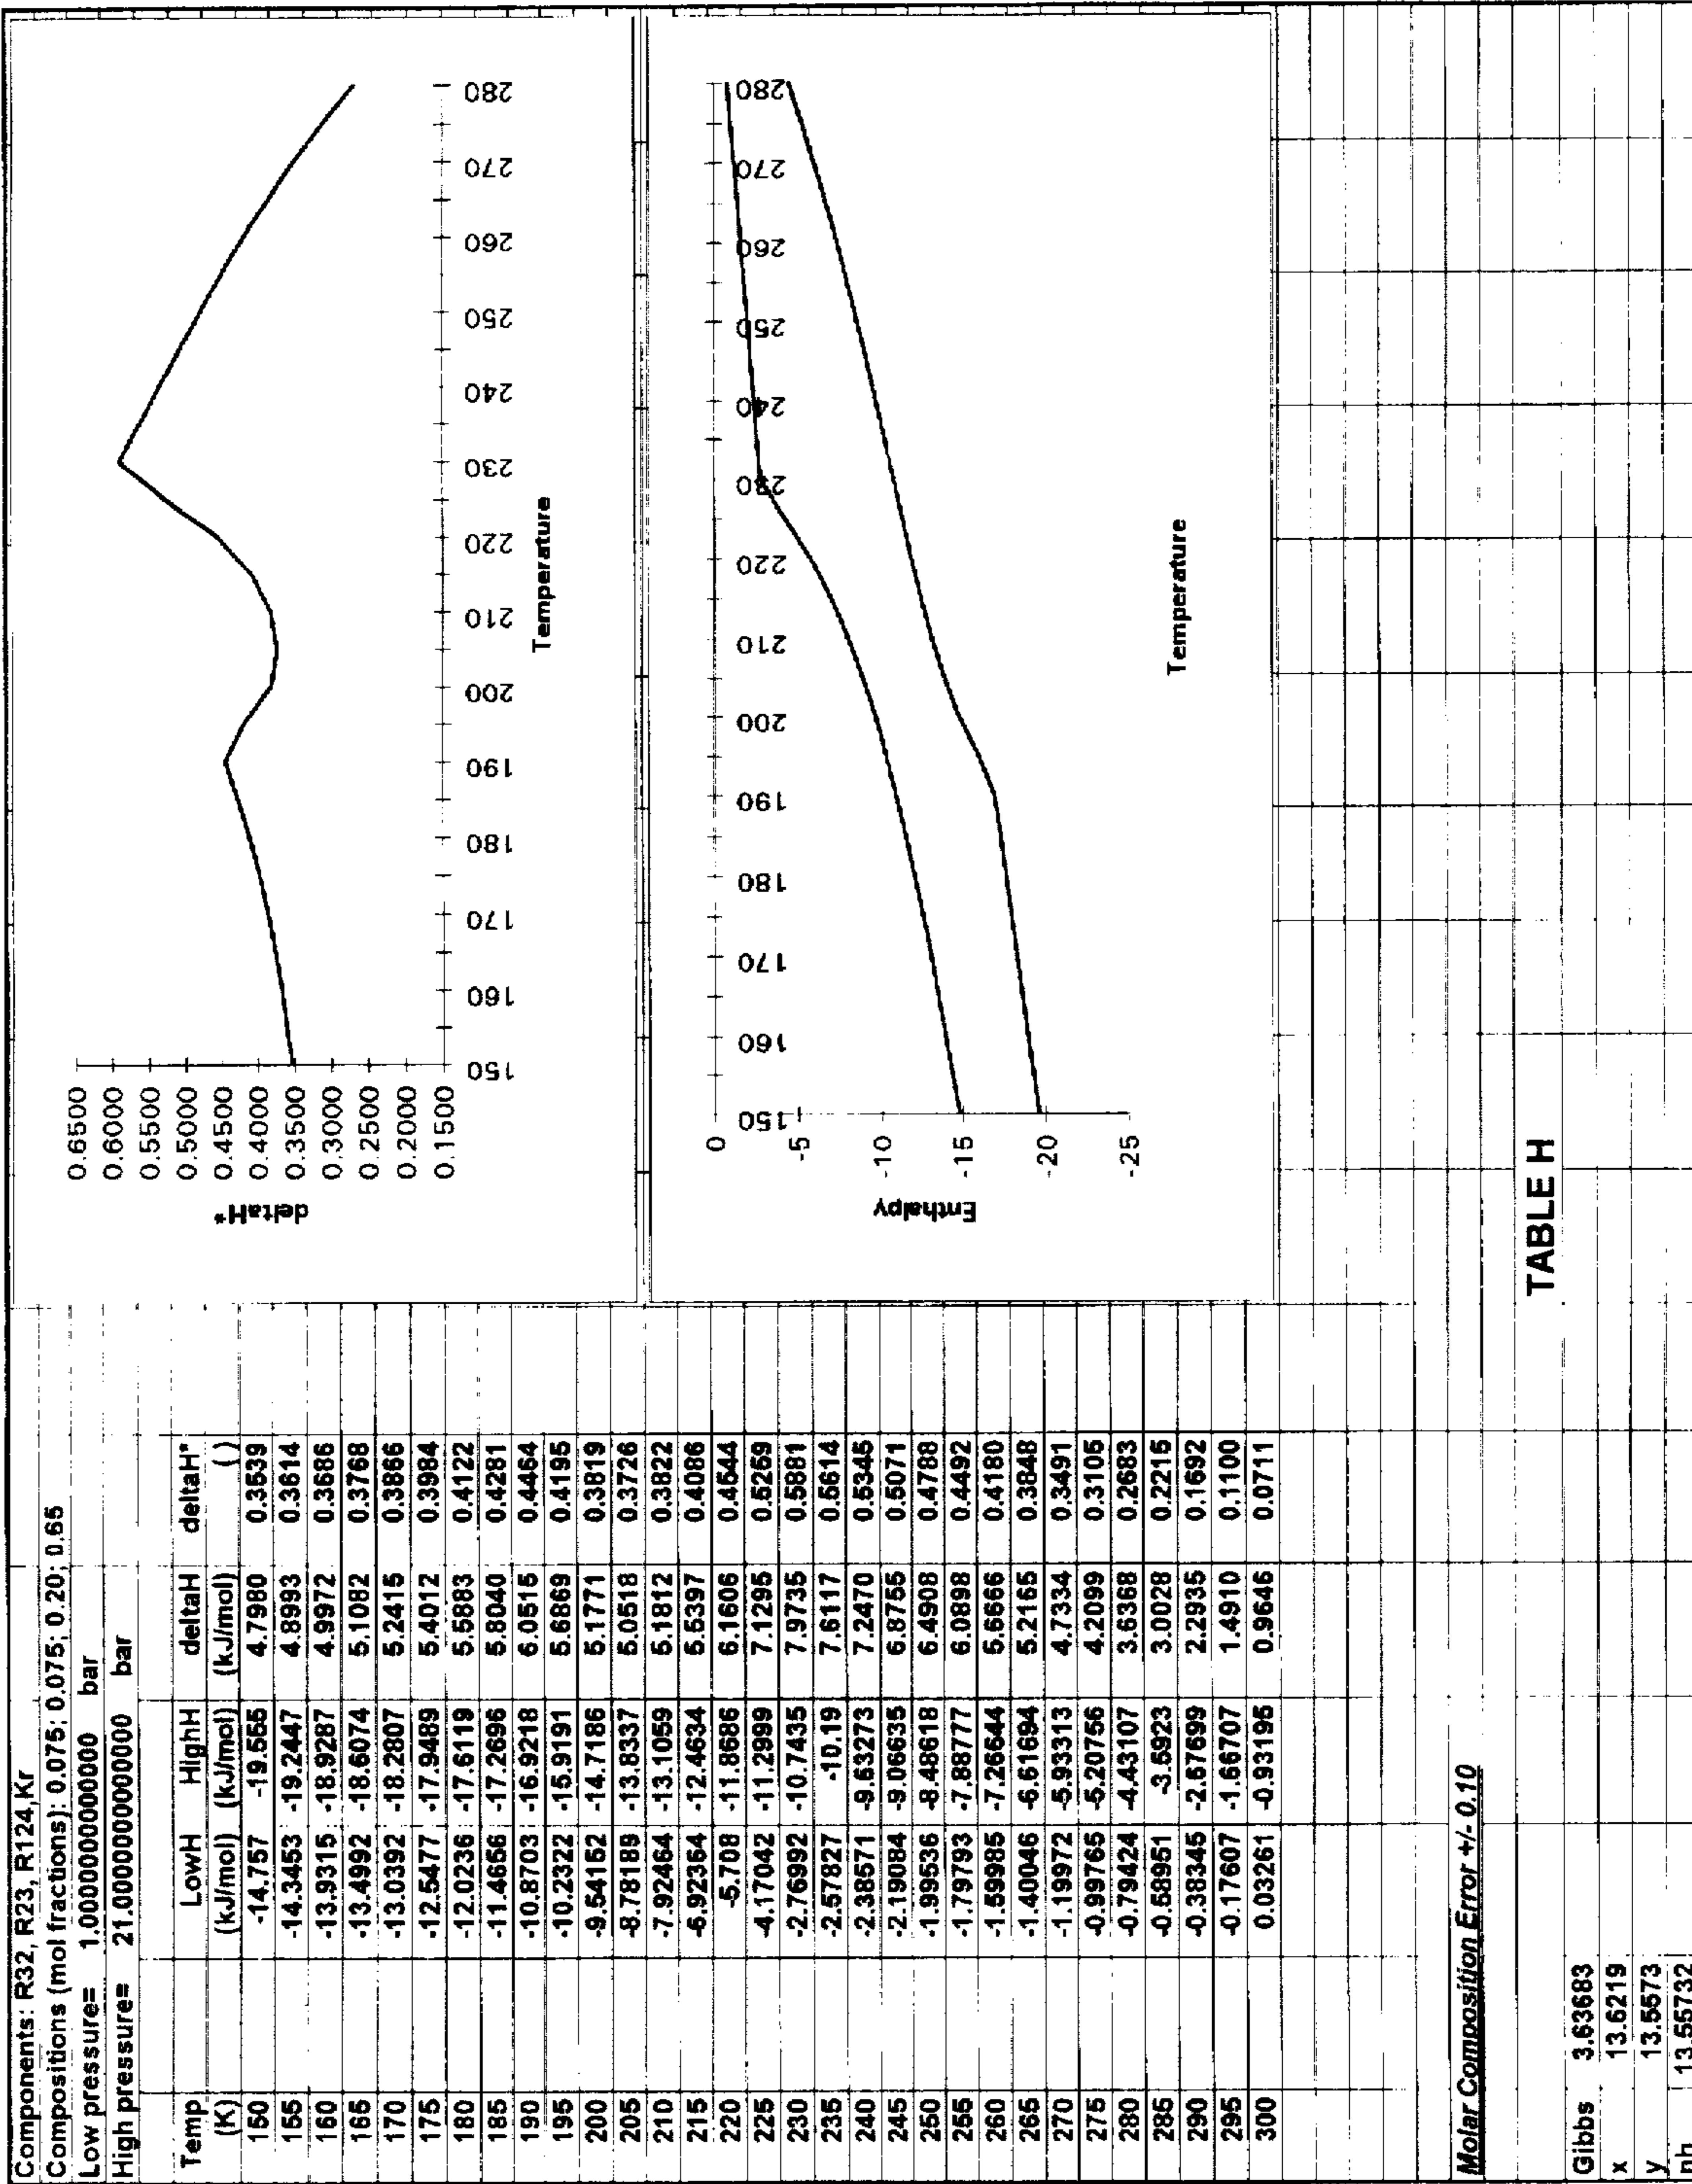 Components: R32, R23, R124,Kr
Compositions (mol fractions): 0.075; 0.075; 0.20; 0.65
Low pressure= 1.00000000000000 bar
High pressure= 21.00000000000000 bar
Temp LowH HighH deltaH deltaH*
(K) (kJ/mol) (kJ/mol) (kJ/mol) ( )
150 -14.757 -19.555 4.7980 0.3539
155 -14.3453 -19.2447 4.8993 0.3614
160 -13.9315 -18.9287 4.9972 0.3686
165 -13.4992 -18.6074 5.1082 0.3768
170 -13.0392 -18.2807 5.2415 0.3866
175 -12.5477 -17.9489 5.4012 0.3984
180 -12.0236 -17.6119 5.5883 0.4122
185 -11.4656 -17.2696 5.8040 0.4281
190 -10.8703 -16.9218 6.0515 0.4464
195 -10.2322 -15.9191 5.6869 0.4195
200 -9.54152 -14.7186 5.1771 0.3819
205 -8.78189 -13.8337 5.0518 0.3726
210 -7.92464 -13.1059 5.1812 0.3822
215 -6.92364 -12.4634 5.5397 0.4086
220 -5.708 -11.8686 6.1606 0.4544
225 -4.17042 -11.2999 7.1295 0.5259
230 -2.76992 -10.7435 7.9735 0.5881
235 -2.57827 -10.19 7.6117 0.5614
240 -2.38571 -9.63273 7.2470 0.5345
245 -2.19084 -9.06635 6.8755 0.5071
250 -1.99536 -8.48618 6.4908 0.4788
255 -1.79793 -7.88777 6.0898 0.4492
260 -1.59985 -7.26644 5.6666 0.4180
265 -1.40046 -6.61694 5.2165 0.3848
270 -1.19972 -5.93313 4.7334 0.3491
275 -0.99765 -5.20756 4.2099 0.3105
280 -0.79424 -4.43107 3.6368 0.2683
285 -0.58951 -3.5923 3.0028 0.2215
290 -0.38345 -2.67699 2.2935 0.1692
295 -0.17607 -1.66707 1.4910 0.1100
300 0.03261 -0.93195 0.9646 0.0711
Molar Composition Error +/- 0.10
Gibbs 3.63683
x 13.6219
y 13.5573
ph 13.55732
deltaH*
0.6500
0.6000
0.5500
0.5000
0.4500
0.4000
0.3500
0.3000
0.2500
0.2000
0.1500
150 160 170 180 190 200 210 220 230 240 250 260 270 280
Temperature
Enthalpy
0
-5
-10
-15
-20
-25
150 160 170 180 190 200 210 220 230 240 250 260 270 280
Temperature
TABLE H